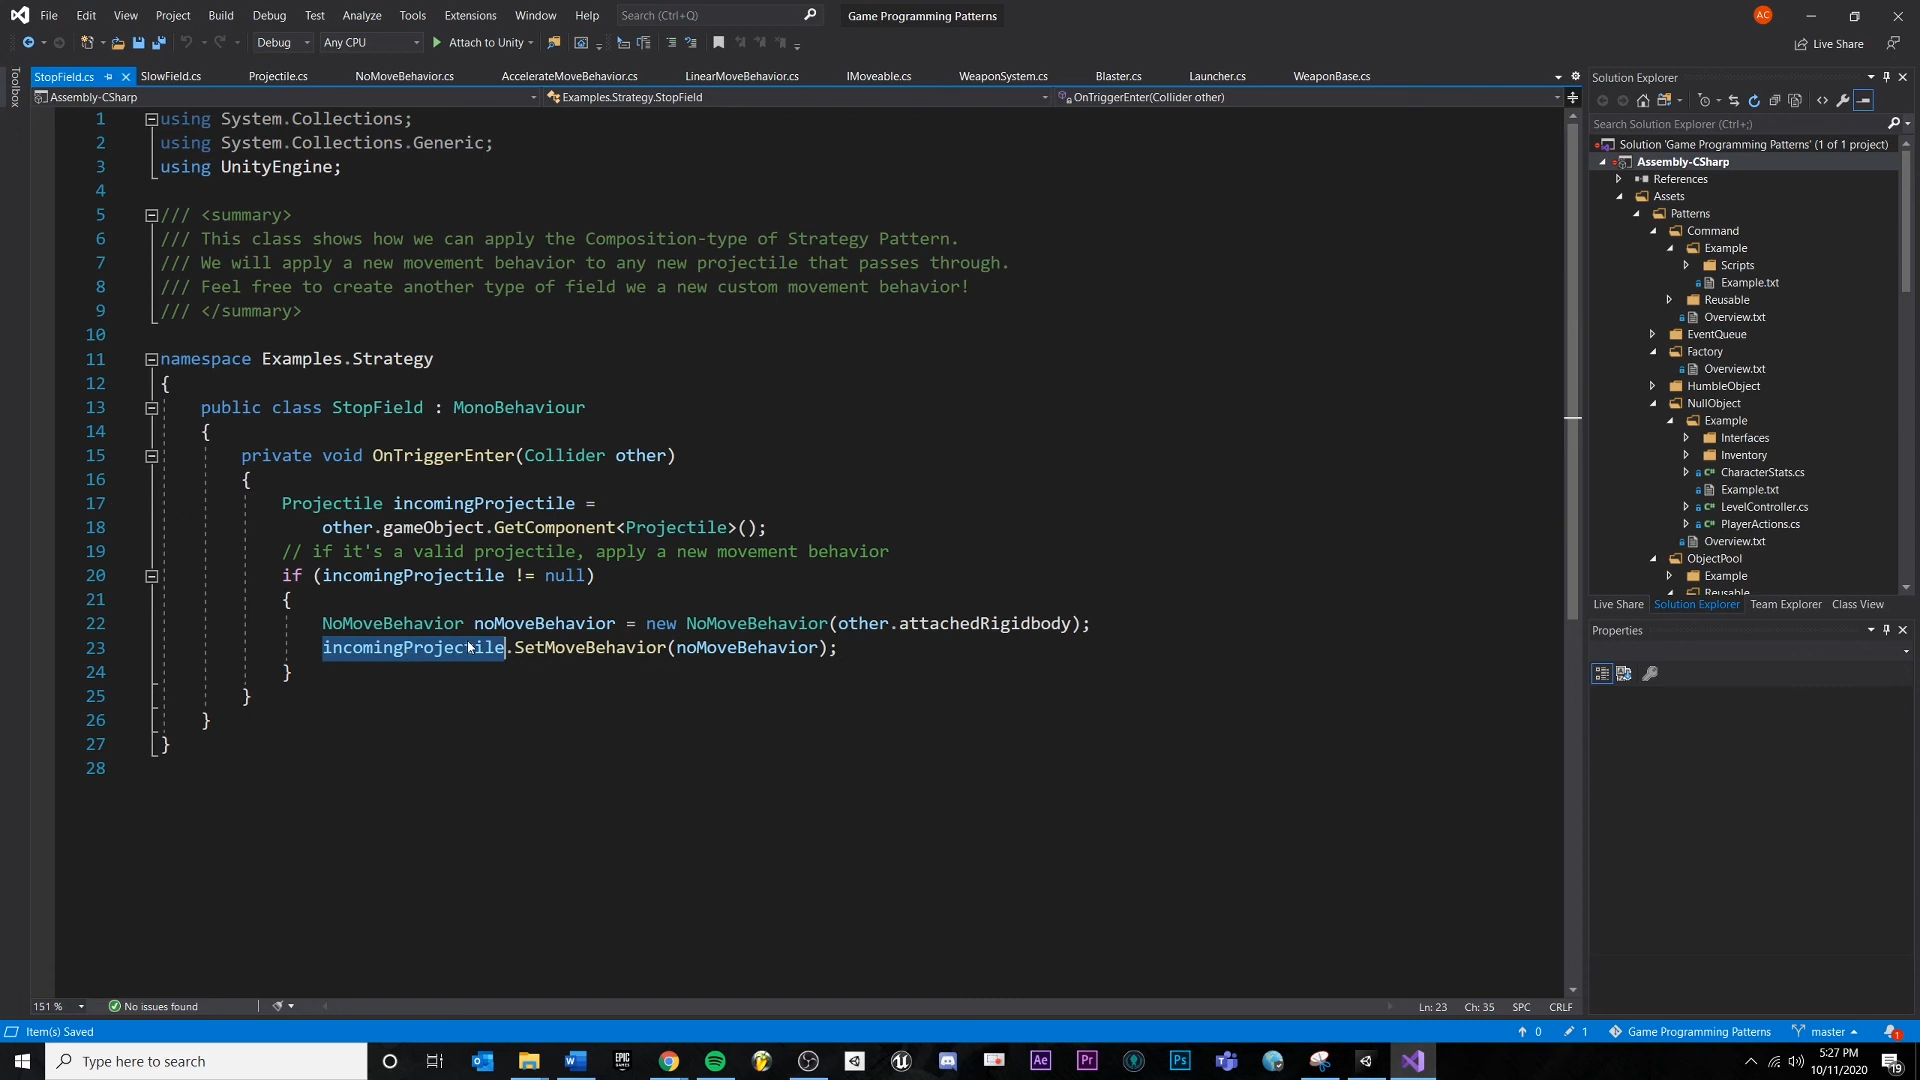 File Edit View Project Build Debug Test Analyze Tools Extensions Window Help Search (Ctrl+Q) Game Programming Patterns AC
Debug Any CPU Attach to Unity Live Share
Toolbox
StopField.cs SlowField.cs Projectile.cs NoMoveBehavior.cs AccelerateMoveBehavior.cs LinearMoveBehavior.cs IMoveable.cs WeaponSystem.cs Blaster.cs Launcher.cs WeaponBase.cs
Assembly-CSharp Examples.Strategy.StopField OnTriggerEnter(Collider other)
1 using System.Collections;
2 using System.Collections.Generic;
3 using UnityEngine;
4
5 /// <summary>
6 /// This class shows how we can apply the Composition-type of Strategy Pattern.
7 /// We will apply a new movement behavior to any new projectile that passes through.
8 /// Feel free to create another type of field we a new custom movement behavior!
9 /// </summary>
10
11 namespace Examples.Strategy
12 {
13 public class StopField : MonoBehaviour
14 {
15 private void OnTriggerEnter(Collider other)
16 {
17 Projectile incomingProjectile =
18 other.gameObject.GetComponent<Projectile>();
19 // if it's a valid projectile, apply a new movement behavior
20 if (incomingProjectile != null)
21 {
22 NoMoveBehavior noMoveBehavior = new NoMoveBehavior(other.attachedRigidbody);
23 incomingProjectile.SetMoveBehavior(noMoveBehavior);
24 }
25 }
26 }
27 }
28
151 % No issues found Ln: 23 Ch: 35 SPC CRLF
Solution Explorer
Search Solution Explorer (Ctrl+;)
Solution 'Game Programming Patterns' (1 of 1 project)
Assembly-CSharp
References
Assets
Patterns
Command
Example
Scripts
Example.txt
Reusable
Overview.txt
EventQueue
Factory
Overview.txt
HumbleObject
NullObject
Example
Interfaces
Inventory
CharacterStats.cs
Example.txt
LevelController.cs
PlayerActions.cs
Overview.txt
ObjectPool
Example
Reusable
Live Share Solution Explorer Team Explorer Class View
Properties
Item(s) Saved 0 1 Game Programming Patterns master 1
Type here to search EPIC GAMES Ae Pr Ps 5:27 PM
10/11/2020 19